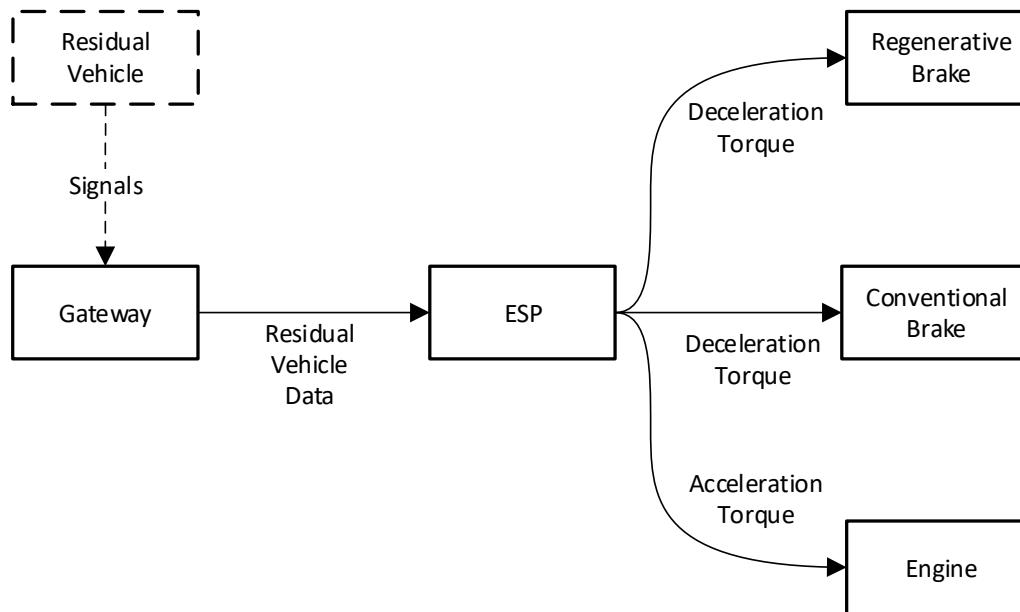 Residual
Vehicle
Regenerative
Brake
Deceleration
Torque
Signals
Gateway
Residual
Vehicle
Data
ESP
Conventional
Brake
Deceleration
Torque
Acceleration
Torque
Engine